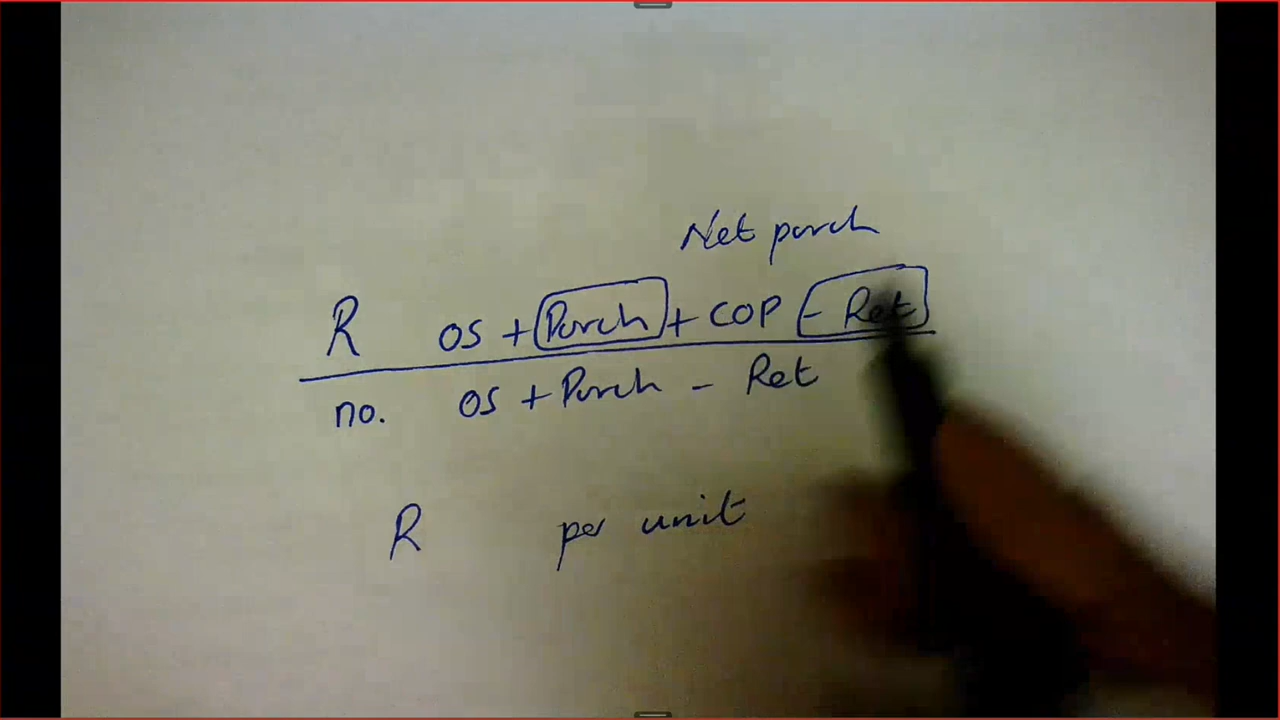 Net purch
R OS + Purch + COP - Ret
no. OS + Purch - Ret
R per unit